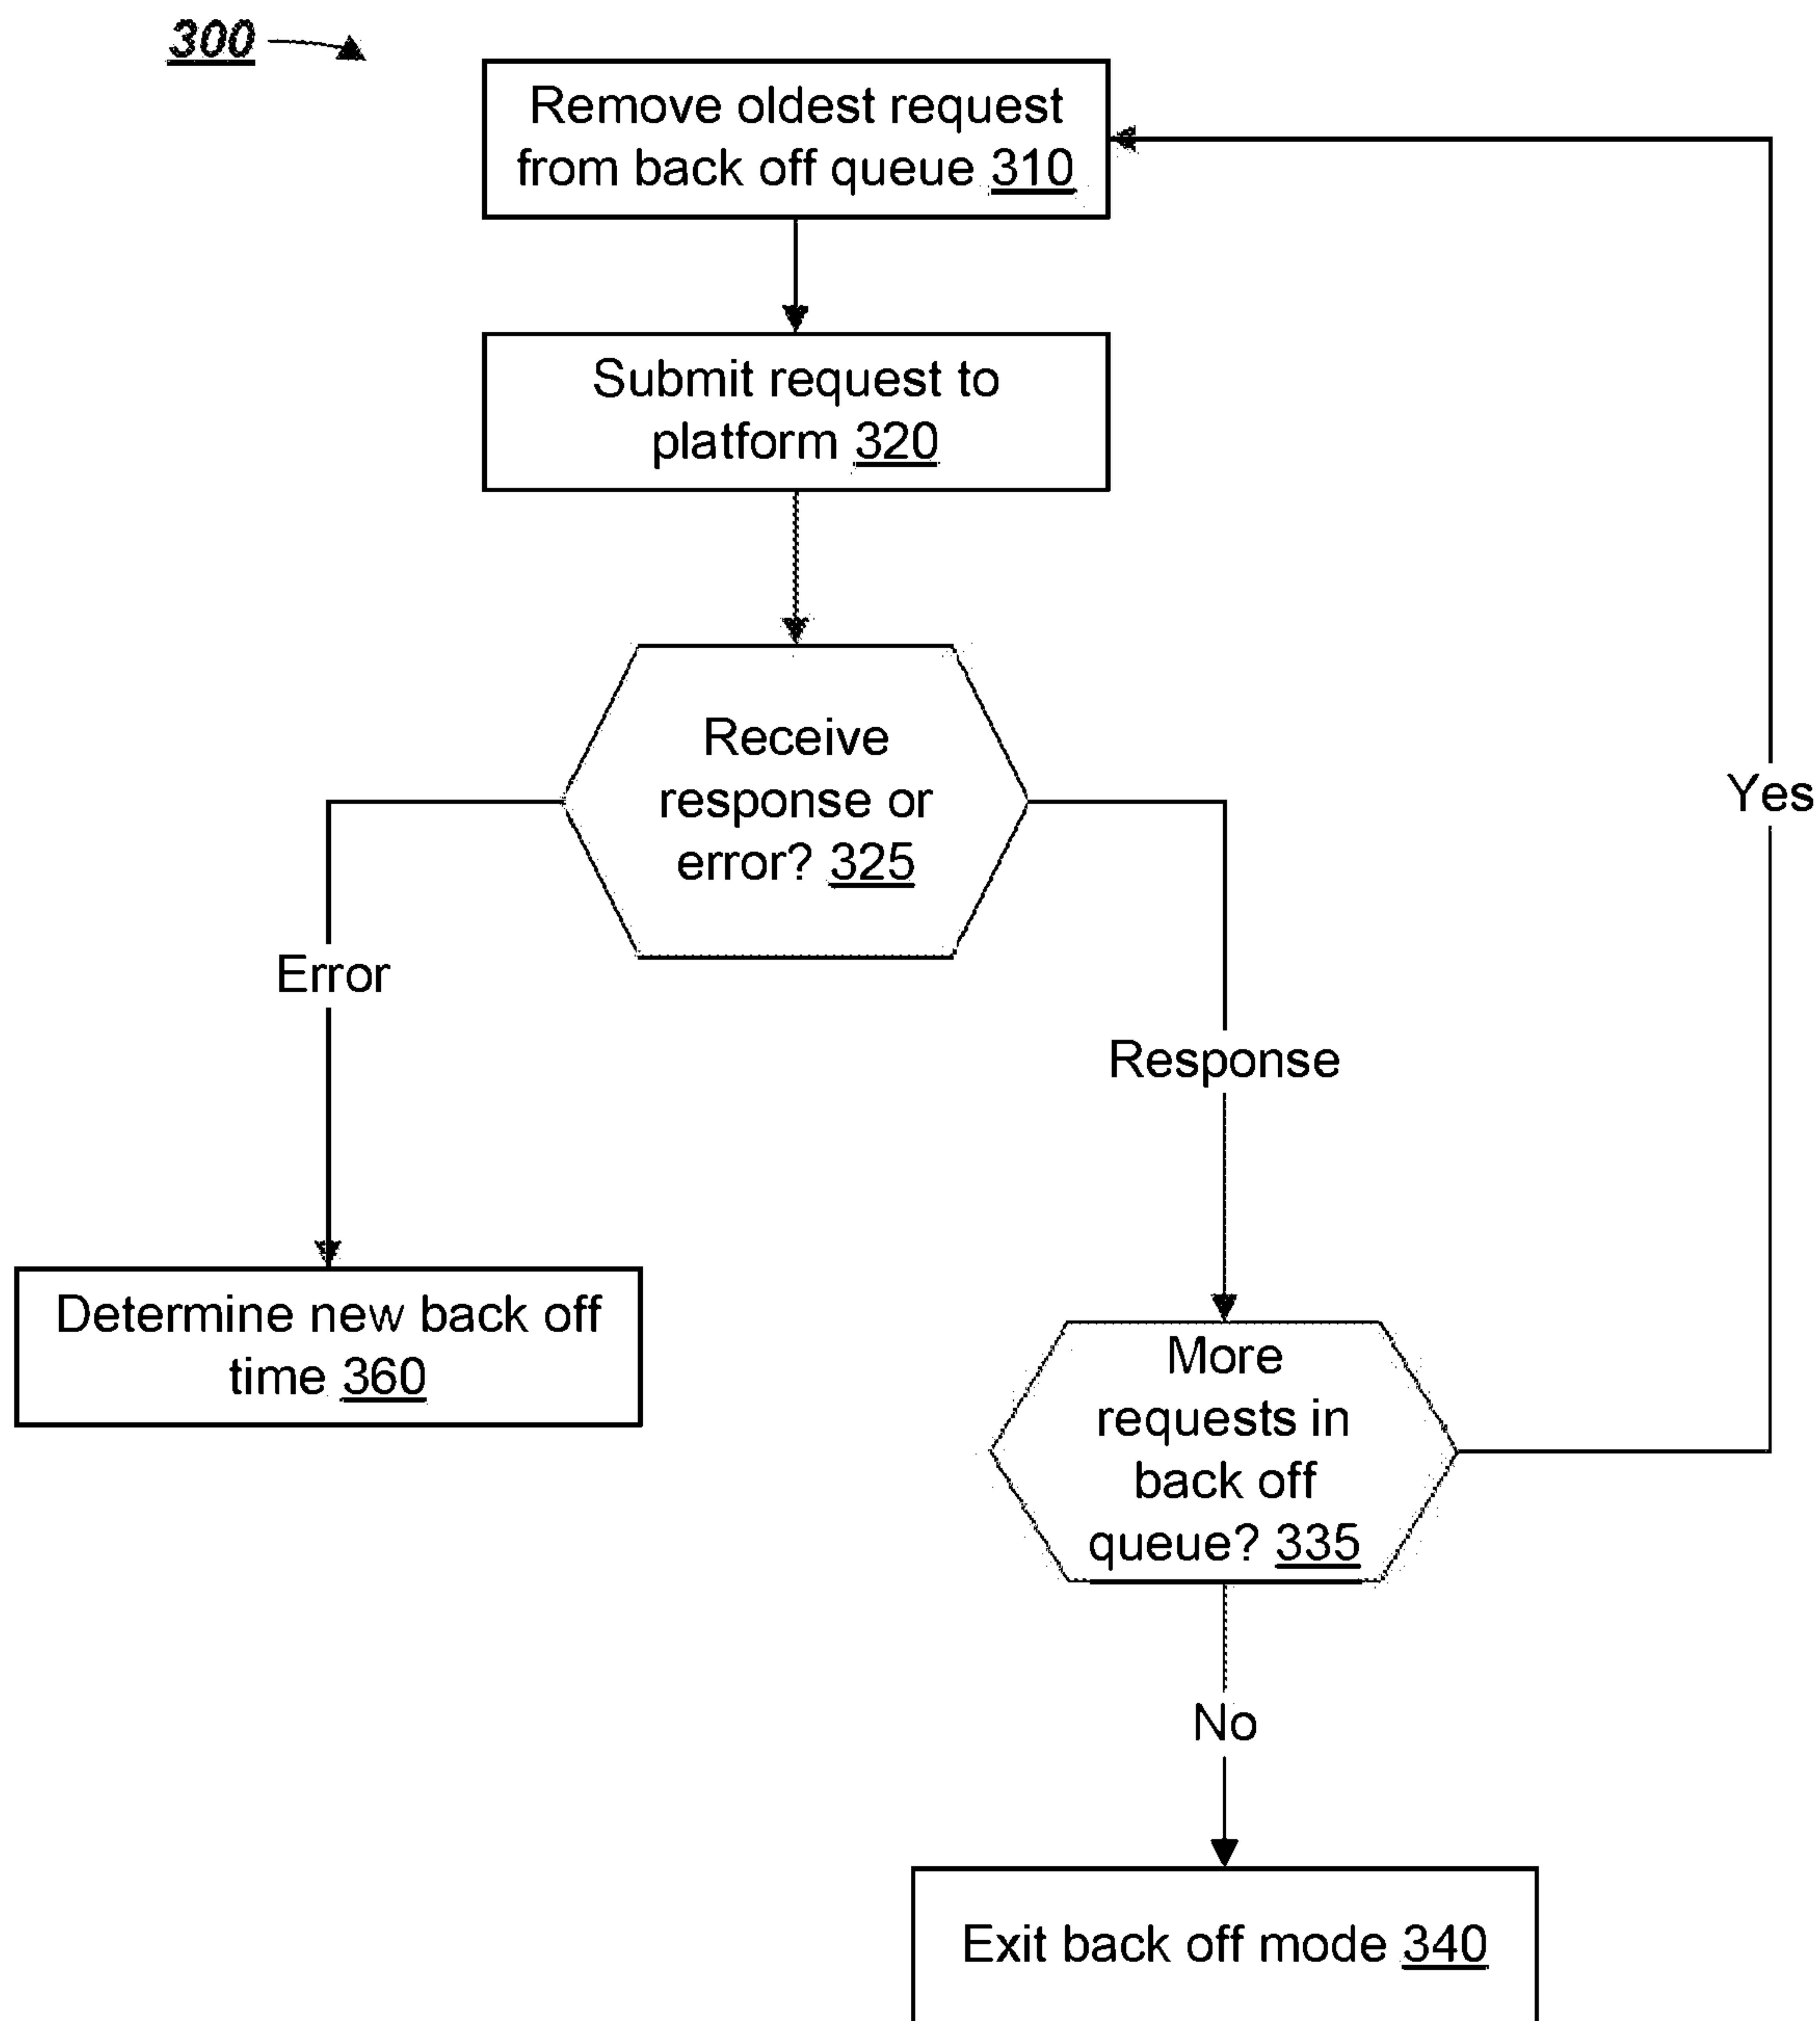 300
Remove oldest request
from back off queue 310
Submit request to
platform 320
Receive
response or
error? 325
Yes
Error
Response
Determine new back off
time 360
More
requests in
back off
queue? 335
No
Exit back off mode 340